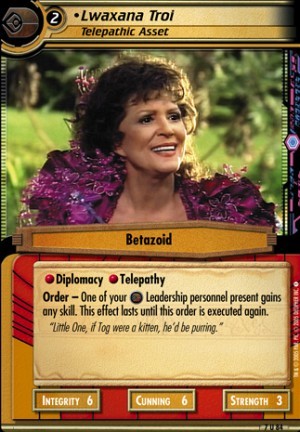 2
•Lwaxana Troi
Telepathic Asset
Betazoid
Diplomacy Telepathy
Order – One of your Leadership personnel present gains
any skill. This effect lasts until this order is executed again.
"Little One, if Tog were a kitten, he'd be purring."
INTEGRITY 6 CUNNING 6 STRENGTH 3